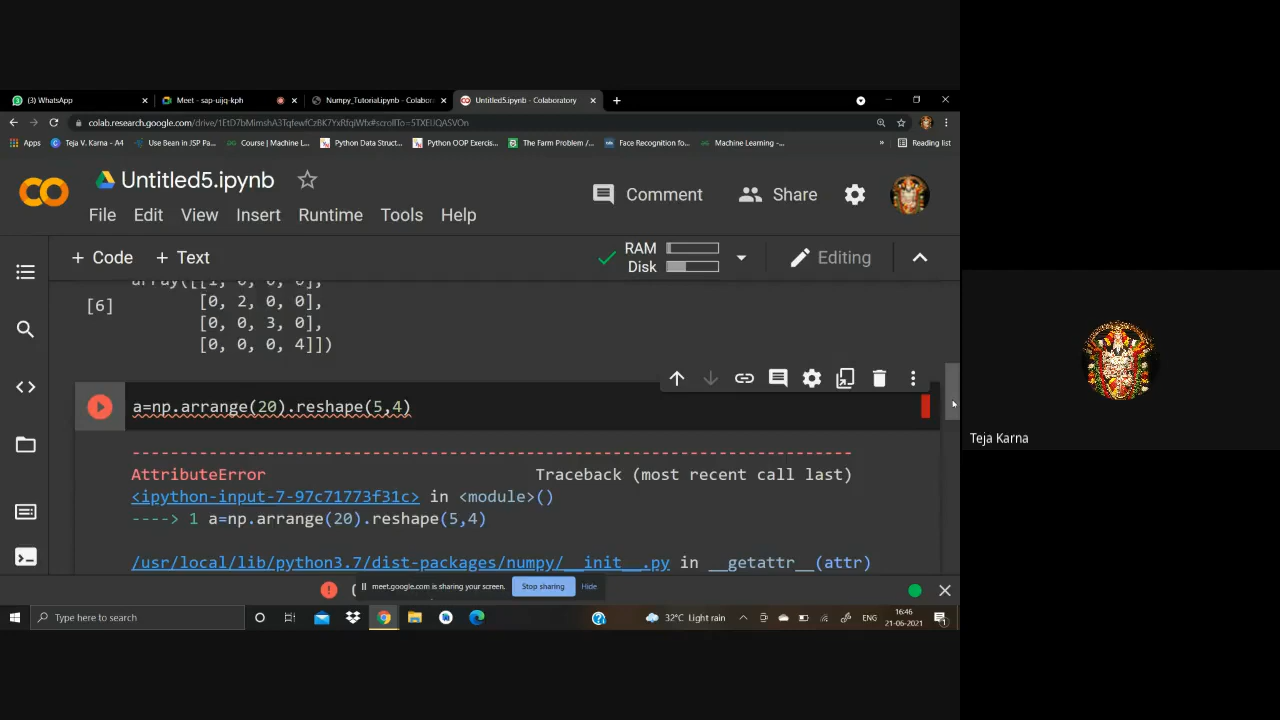 (3) WhatsApp
Meet - sap-uijq-kph
Numpy_Tutorial.ipynb - Colabor
Untitled5.ipynb - Colaboratory
colab.research.google.com/drive/1EtD7bMimshA3TqfewfCzBK7YxRfqiWfx#scrollTo=5TXEIJQASVOn
Apps
Teja V. Karna - A4
Use Bean in JSP Pa...
Course | Machine L...
Python Data Struct...
Python OOP Exercis...
The Farm Problem /...
Face Recognition fo...
Machine Learning -...
»
Reading list
Untitled5.ipynb
Comment
Share
File Edit View Insert Runtime Tools Help
+ Code + Text
RAM
Disk
Editing
array([[1, 0, 0, 0],
[6]
[0, 2, 0, 0],
[0, 0, 3, 0],
[0, 0, 0, 4]])
a=np.arrange(20).reshape(5,4)
---------------------------------------------------------------------------
AttributeError Traceback (most recent call last)
<ipython-input-7-97c71773f31c> in <module>()
----> 1 a=np.arrange(20).reshape(5,4)
/usr/local/lib/python3.7/dist-packages/numpy/__init__.py in __getattr__(attr)
meet.google.com is sharing your screen.
Stop sharing
Hide
Type here to search
32°C Light rain
ENG
16:46
21-06-2021
Teja Karna